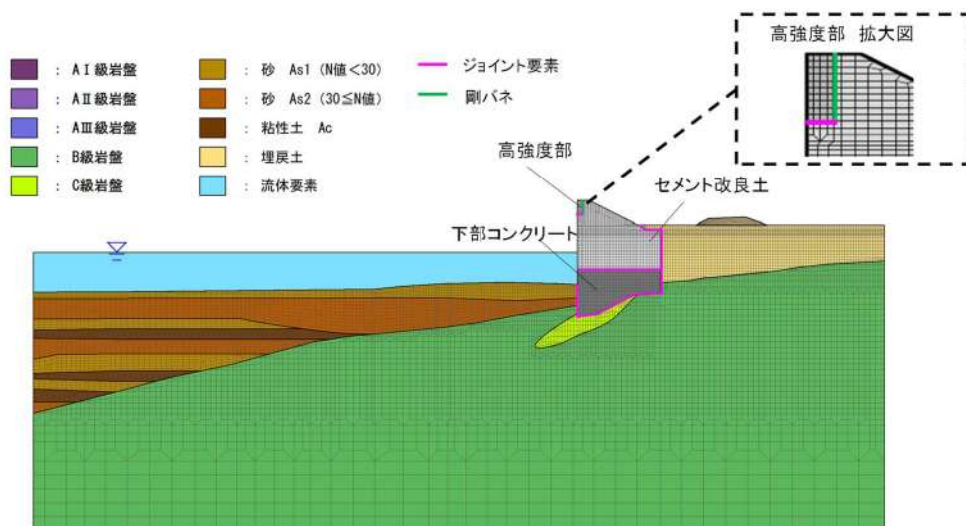 高強度部 拡大図
: AⅠ級岩盤
: AⅡ級岩盤
: AⅢ級岩盤
: B級岩盤
: C級岩盤
: 砂 As1 (N値<30)
: 砂 As2 (30≦N値)
: 粘性土 Ac
: 埋戻土
: 流体要素
ジョイント要素
剛バネ
高強度部
セメント改良土
下部コンクリート